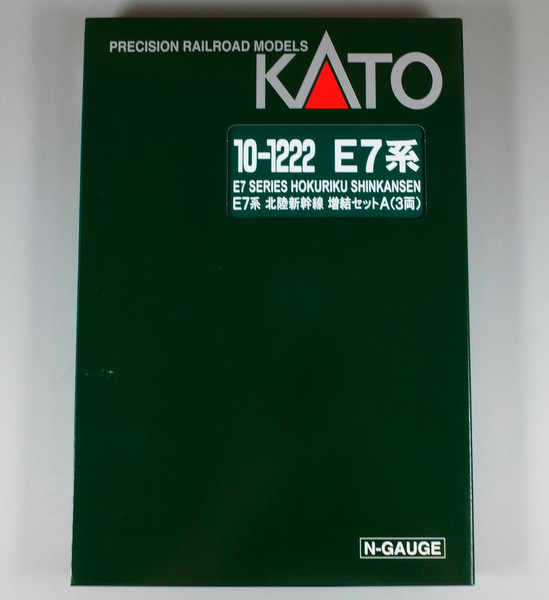 PRECISION RAILROAD MODELS
KATO
10-1222 E7系
E7 SERIES HOKURIKU SHINKANSEN
E7系 北陸新幹線 増結セットA(3両)
N-GAUGE